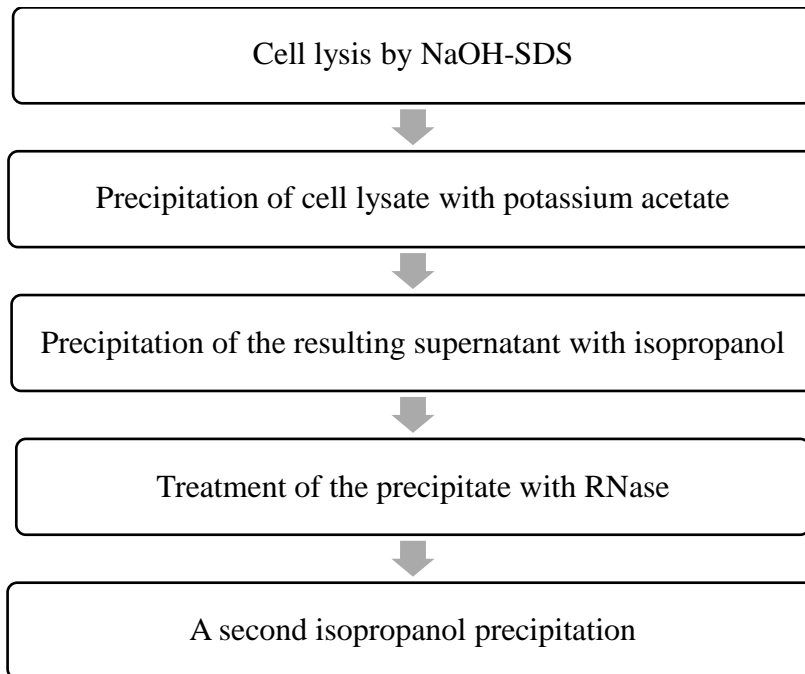 Cell lysis by NaOH-SDS
Precipitation of cell lysate with potassium acetate
Precipitation of the resulting supernatant with isopropanol
Treatment of the precipitate with RNase
A second isopropanol precipitation